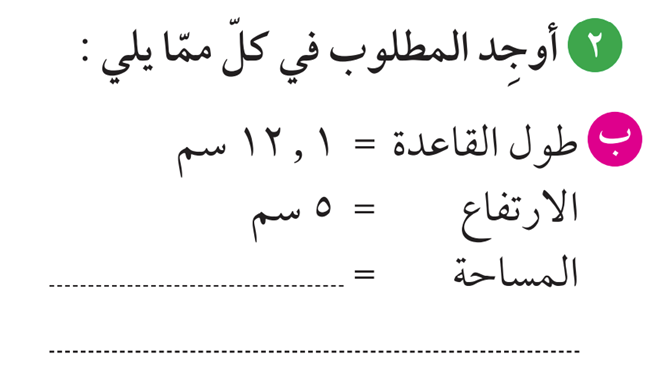 ٢ أوجِد المطلوب في كلّ ممّا يلي :
ب طول القاعدة = ١٢,١ سم
الارتفاع = ٥ سم
المساحة =